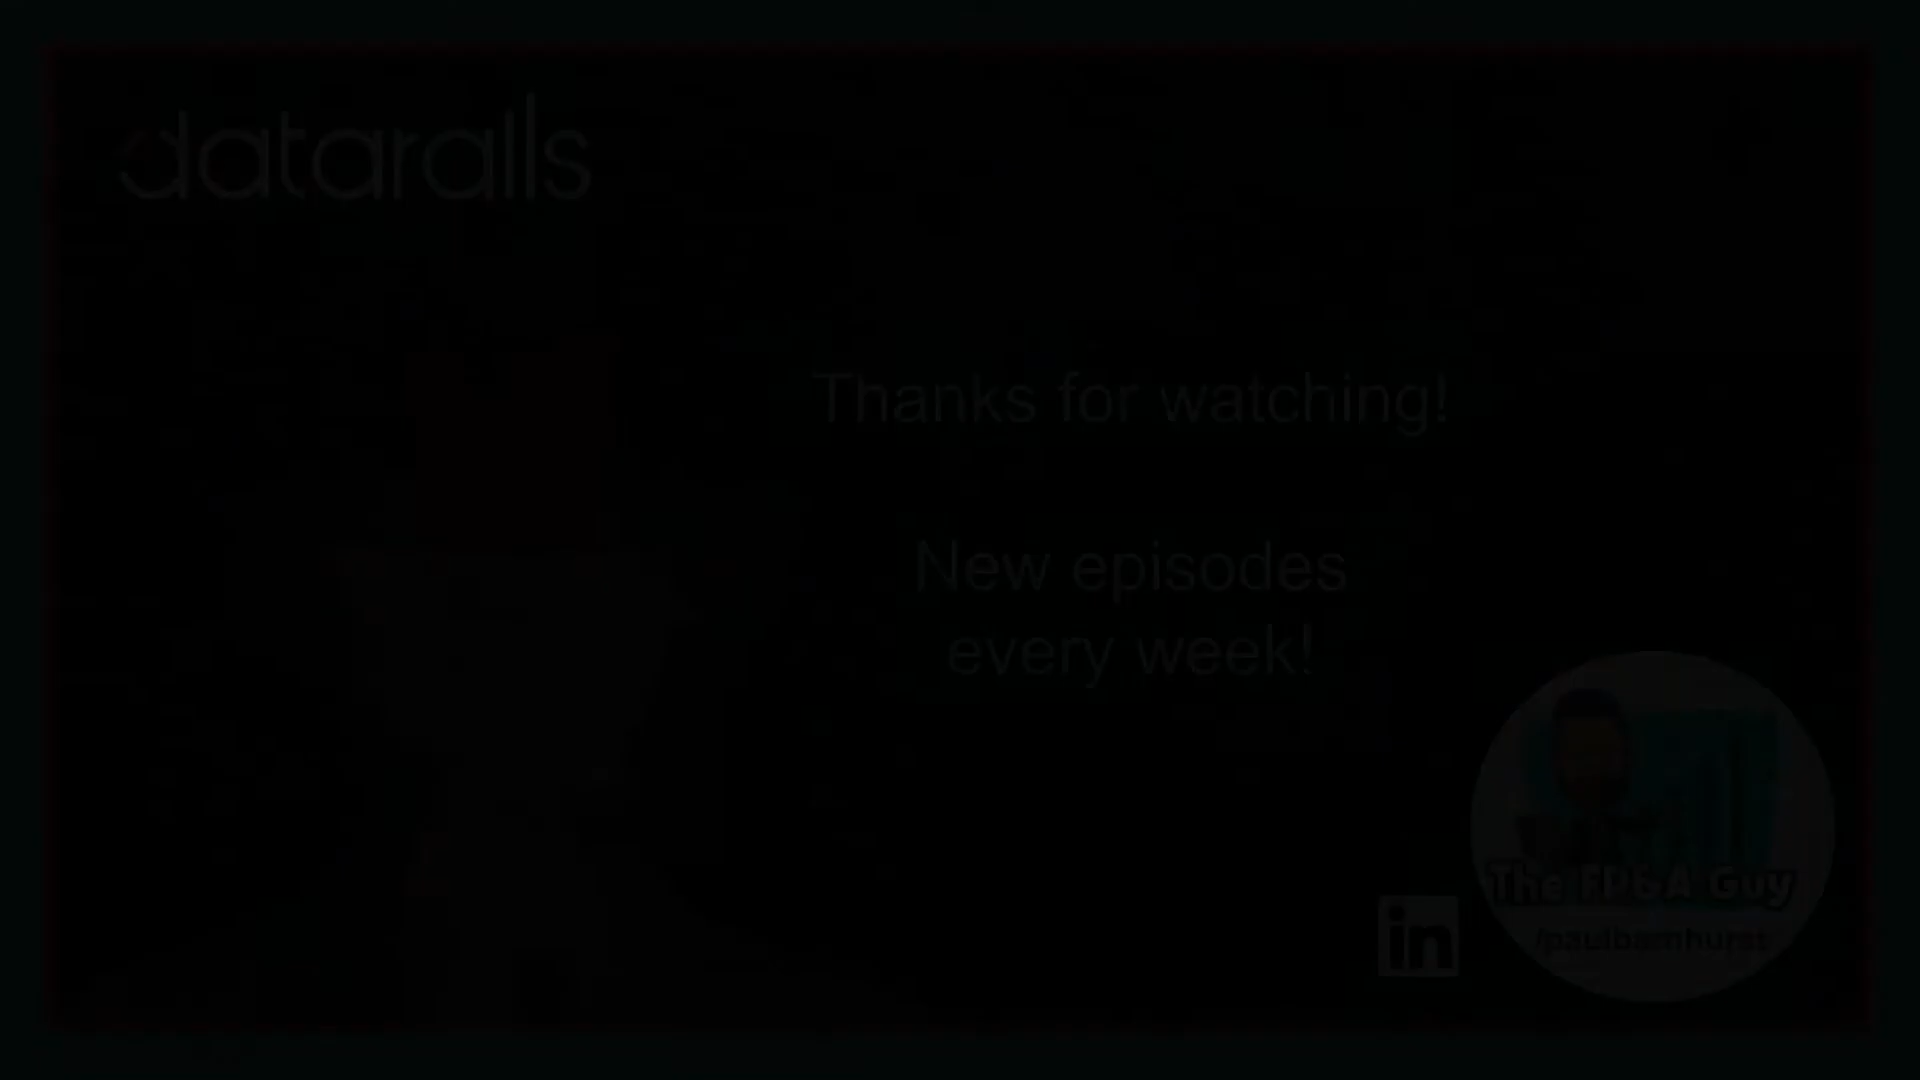 datarails
Thanks for watching!
New episodes
every week!
in
The FP&A Guy
/paulbarnhurst